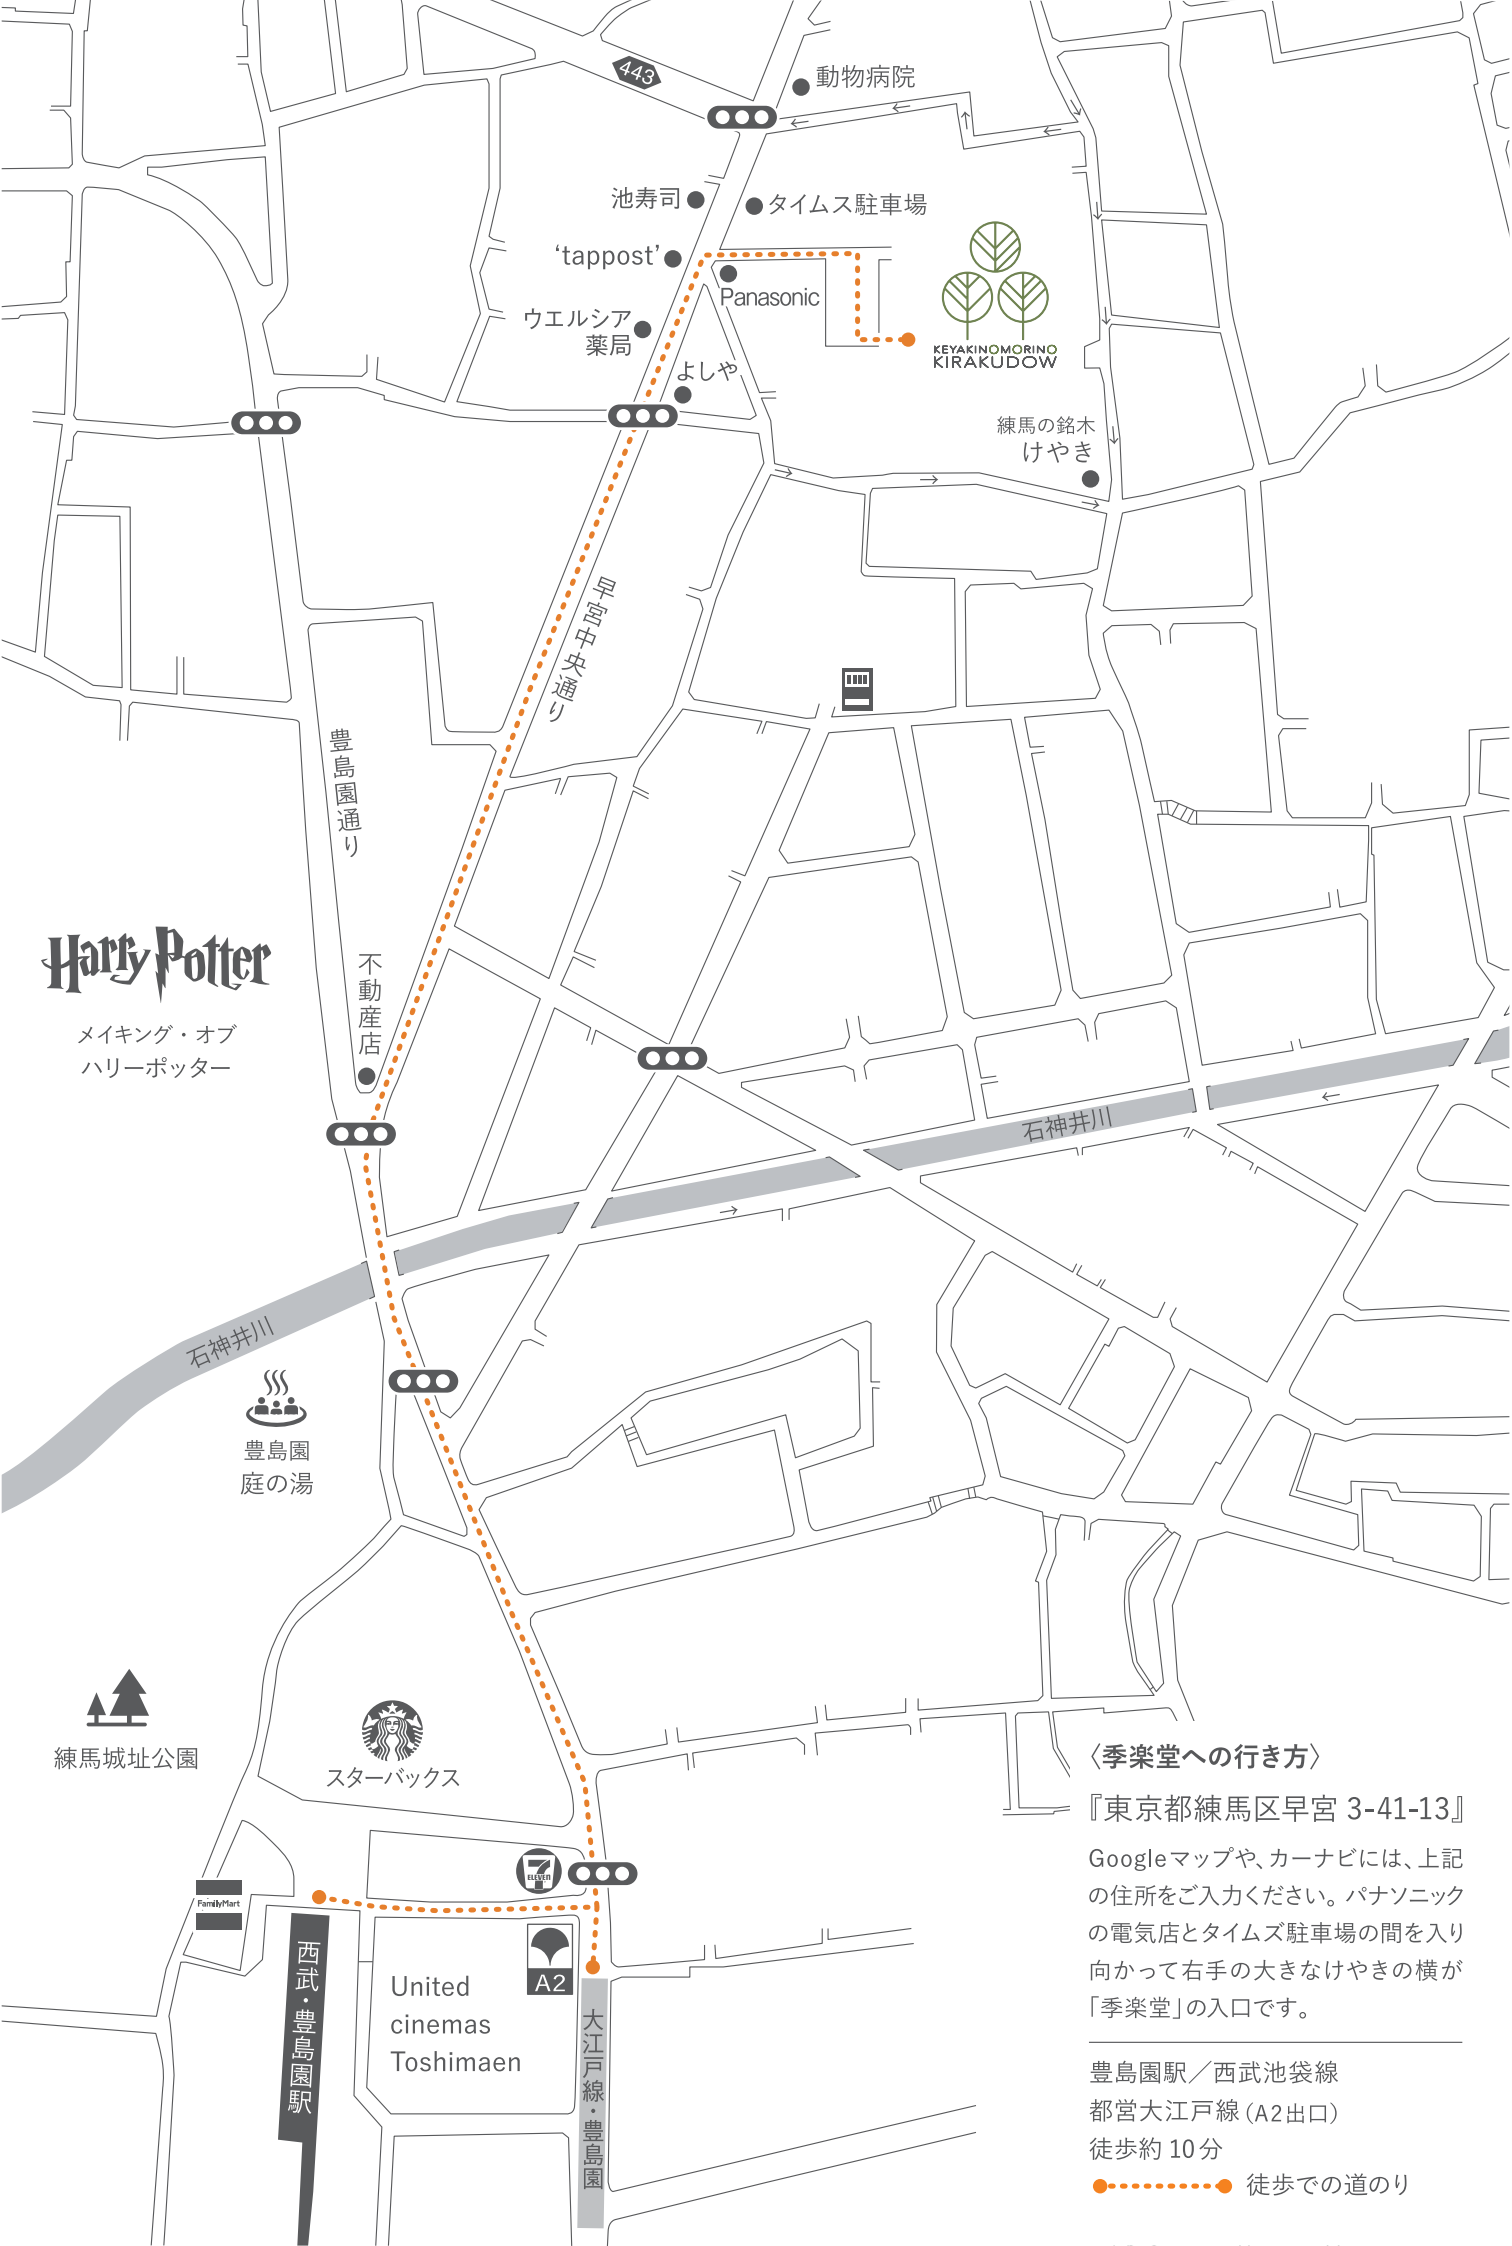 443
動物病院
池寿司
タイムス駐車場
‘tappost’
Panasonic
ウエルシア
薬局
よしや
KEYAKINOMORINO
KIRAKUDOW
練馬の銘木
けやき
早宮中央通り
豊島園通り
Harry Potter
メイキング・オブ
ハリーポッター
不動産店
石神井川
石神井川
豊島園
庭の湯
練馬城址公園
スターバックス
7
ELEVEN
FamilyMart
西武・豊島園駅
United
cinemas
Toshimaen
A2
大江戸線・豊島園
〈季楽堂への行き方〉
『東京都練馬区早宮 3-41-13』
Googleマップや、カーナビには、上記
の住所をご入力ください。パナソニック
の電気店とタイムズ駐車場の間を入り
向かって右手の大きなけやきの横が
「季楽堂」の入口です。
豊島園駅／西武池袋線
都営大江戸線(A2出口)
徒歩約10分
徒歩での道のり